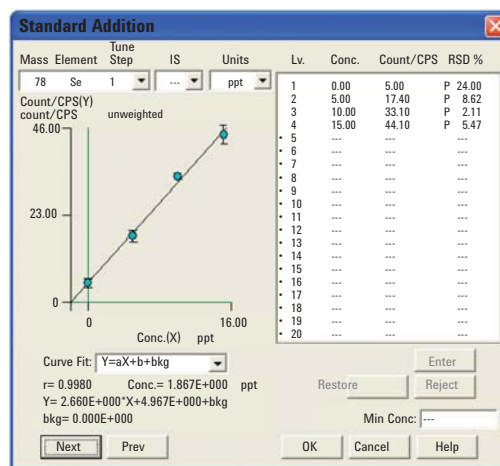 Standard Addition
Mass Element Tune Step IS Units
78 Se 1 --- ppt
Count/CPS(Y)
count/CPS unweighted
46.00
23.00
0
0 16.00
Conc.(X) ppt
Lv. Conc. Count/CPS RSD %
1 0.00 5.00 P 24.00
2 5.00 17.40 P 8.62
3 10.00 33.10 P 2.11
4 15.00 44.10 P 5.47
• 5 --- --- ---
• 6 --- --- ---
• 7 --- --- ---
• 8 --- --- ---
• 9 --- --- ---
• 10 --- --- ---
• 11 --- --- ---
• 12 --- --- ---
• 13 --- --- ---
• 14 --- --- ---
• 15 --- --- ---
• 16 --- --- ---
• 17 --- --- ---
• 18 --- --- ---
• 19 --- --- ---
• 20 --- --- ---
Curve Fit: Y=aX+b+bkg
r= 0.9980 Conc.= 1.867E+000 ppt
Y= 2.660E+000*X+4.967E+000+bkg
bkg= 0.000E+000
Enter
Restore Reject
Min Conc: ---
Next Prev OK Cancel Help